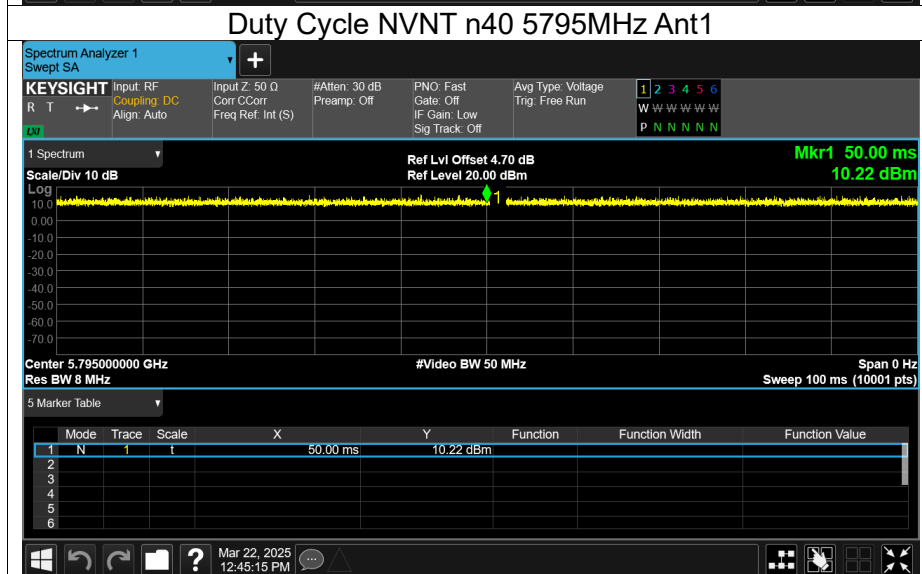 Duty Cycle NVNT n40 5795MHz Ant1
Spectrum Analyzer 1
Swept SA
+
KEYSIGHT
R T
LXI
Input: RF
Coupling: DC
Align: Auto
Input Z: 50 Ω
Corr CCorr
Freq Ref: Int (S)
#Atten: 30 dB
Preamp: Off
PNO: Fast
Gate: Off
IF Gain: Low
Sig Track: Off
Avg Type: Voltage
Trig: Free Run
1 2 3 4 5 6
W W W W W W
P N N N N N
1 Spectrum
Scale/Div 10 dB
Ref Lvl Offset 4.70 dB
Ref Level 20.00 dBm
Mkr1 50.00 ms
10.22 dBm
Log
10.0
0.00
-10.0
-20.0
-30.0
-40.0
-50.0
-60.0
-70.0
1
Center 5.795000000 GHz
Res BW 8 MHz
#Video BW 50 MHz
Span 0 Hz
Sweep 100 ms (10001 pts)
5 Marker Table
Mode Trace Scale X Y Function Function Width Function Value
1 N 1 t 50.00 ms 10.22 dBm
2
3
4
5
6
?
Mar 22, 2025
12:45:15 PM